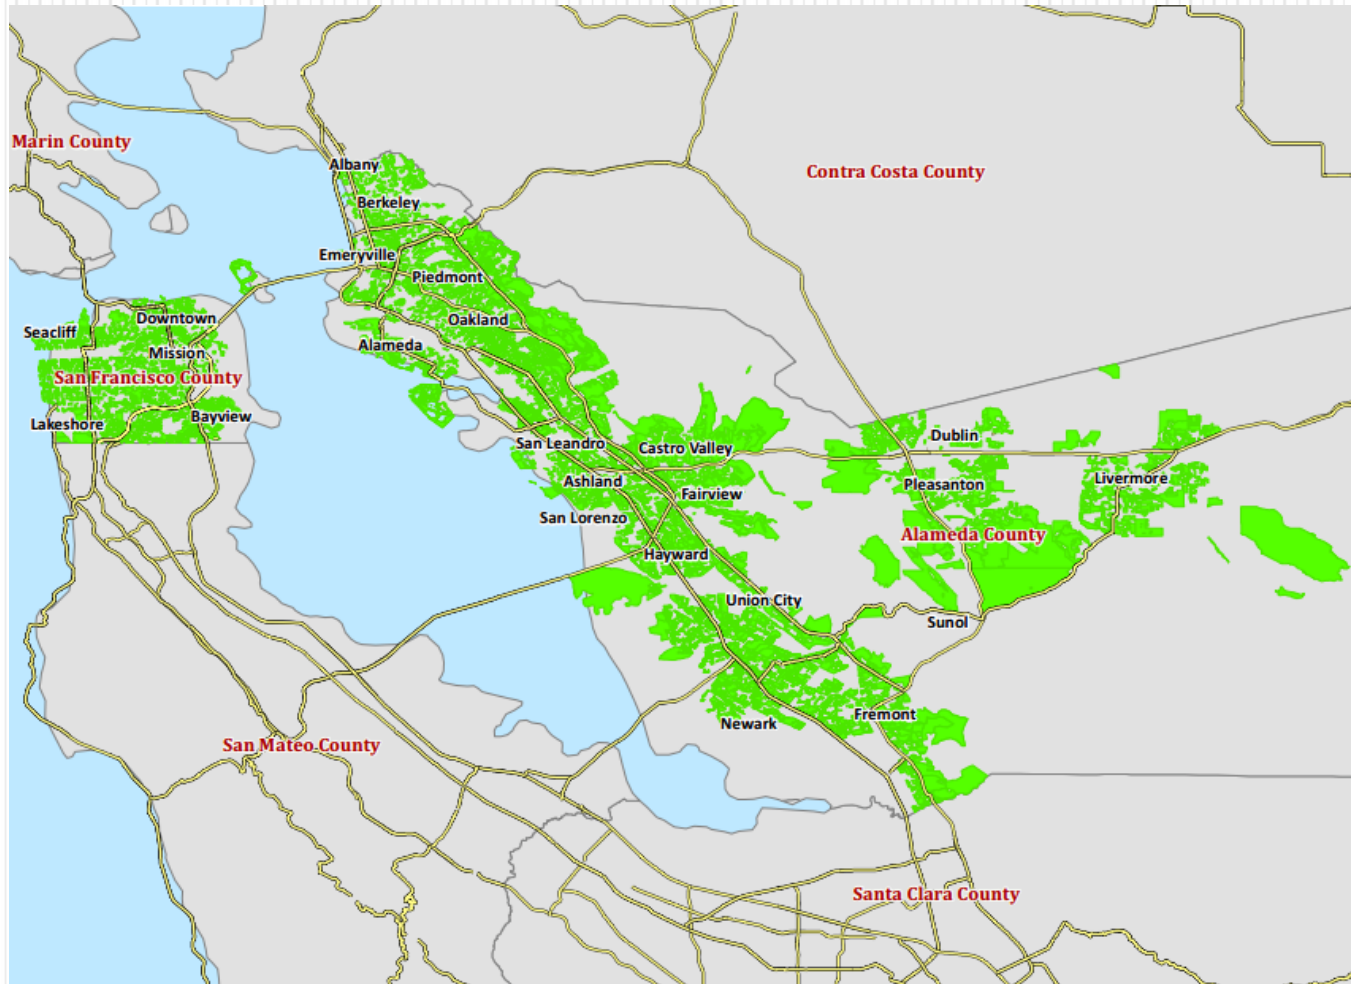 Marin County
Albany
Contra Costa County
Berkeley
Emeryville
Piedmont
Downtown
Oakland
Seacliff
Alameda
Mission
San Francisco County
Bayview
Lakeshore
Dublin
San Leandro
Castro Valley
Livermore
Ashland
Pleasanton
Fairview
San Lorenzo
Alameda County
Hayward
Union City
Sunol
Fremont
Newark
San Mateo County
Santa Clara County